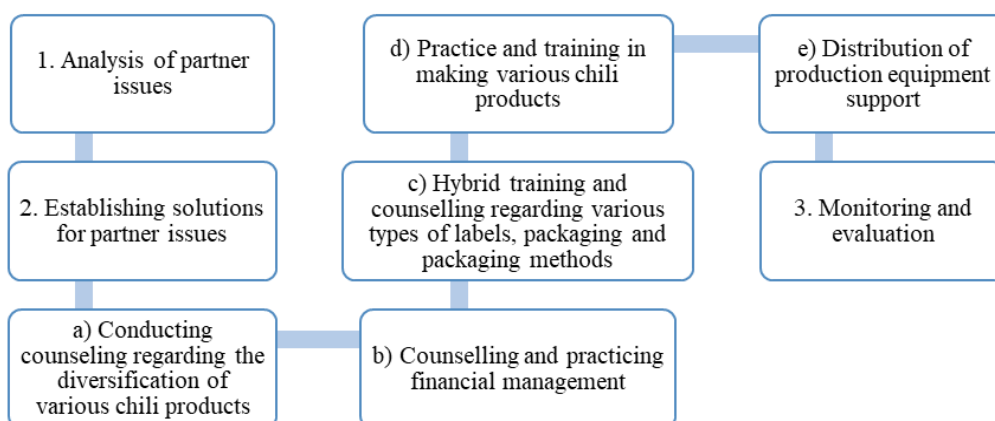 1. Analysis of partner
issues
2. Establishing solutions
for partner issues
a) Conducting
counseling regarding the
diversification of
various chili products
b) Counselling and practicing
financial management
c) Hybrid training and
counselling regarding various
types of labels, packaging and
packaging methods
d) Practice and training in
making various chili
products
e) Distribution of
production equipment
support
3. Monitoring and
evaluation